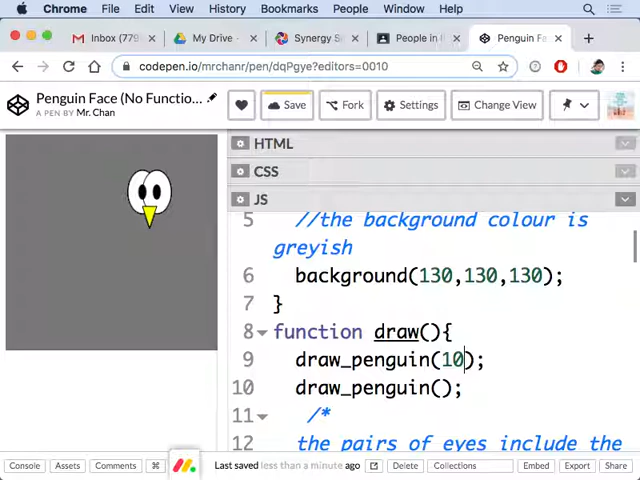 Chrome File Edit View History Bookmarks People Window Help
Inbox (779 My Drive - Synergy S People in Penguin Fa
codepen.io/mrchanr/pen/dqPgye?editors=0010
Penguin Face (No Functio...
A PEN BY Mr. Chan
Save Fork Settings Change View
HTML
CSS
JS
5 //the background colour is
greyish
6 background(130,130,130);
7 }
8 function draw(){
9 draw_penguin(10);
10 draw_penguin();
11 /*
12 the pairs of eyes include the
Console Assets Comments ⌘ Last saved less than a minute ago Delete Collections Embed Export Share